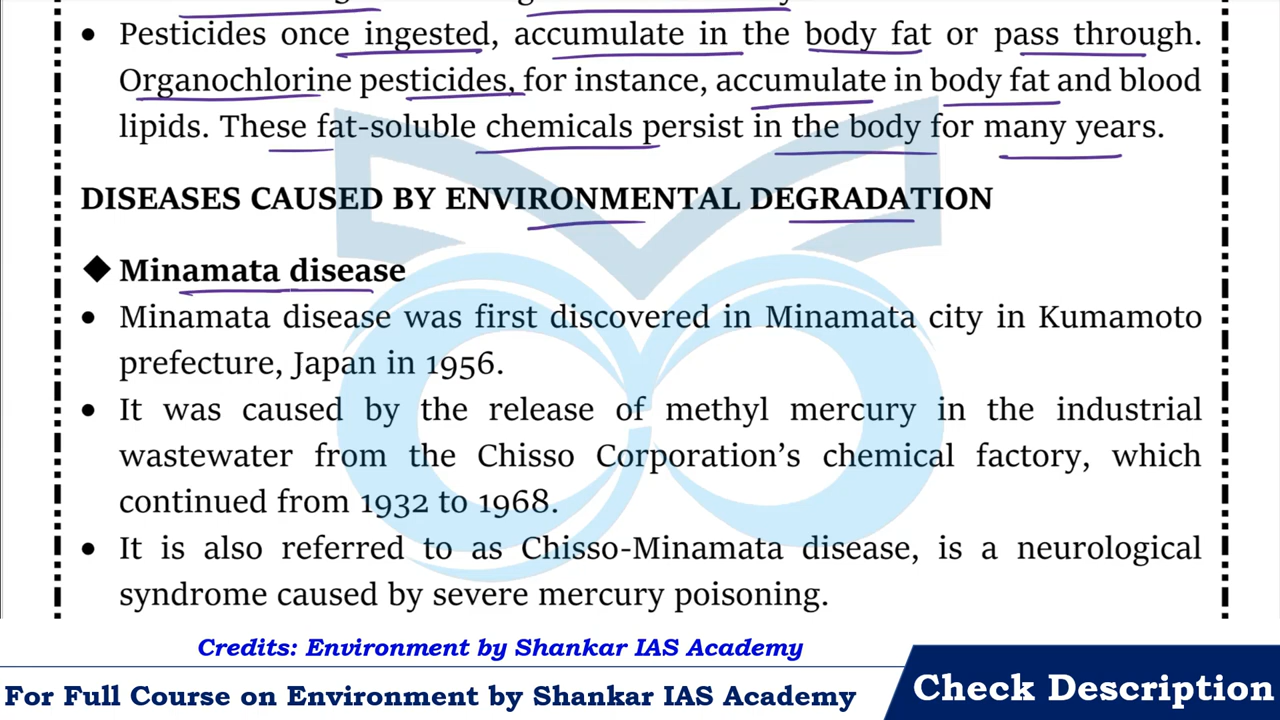 • Pesticides once ingested, accumulate in the body fat or pass through.
Organochlorine pesticides, for instance, accumulate in body fat and blood
lipids. These fat-soluble chemicals persist in the body for many years.
DISEASES CAUSED BY ENVIRONMENTAL DEGRADATION
◆ Minamata disease
• Minamata disease was first discovered in Minamata city in Kumamoto
prefecture, Japan in 1956.
• It was caused by the release of methyl mercury in the industrial
wastewater from the Chisso Corporation’s chemical factory, which
continued from 1932 to 1968.
• It is also referred to as Chisso-Minamata disease, is a neurological
syndrome caused by severe mercury poisoning.
Credits: Environment by Shankar IAS Academy
For Full Course on Environment by Shankar IAS Academy
Check Description